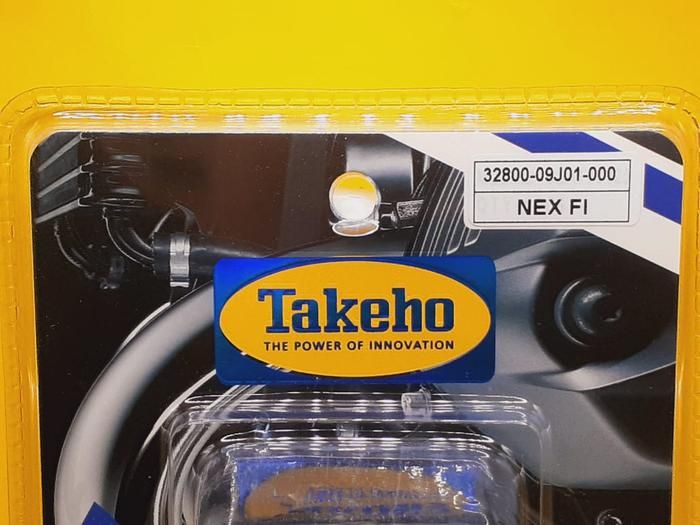 32800-09J01-000
NEX FI
Takeho
THE POWER OF INNOVATION